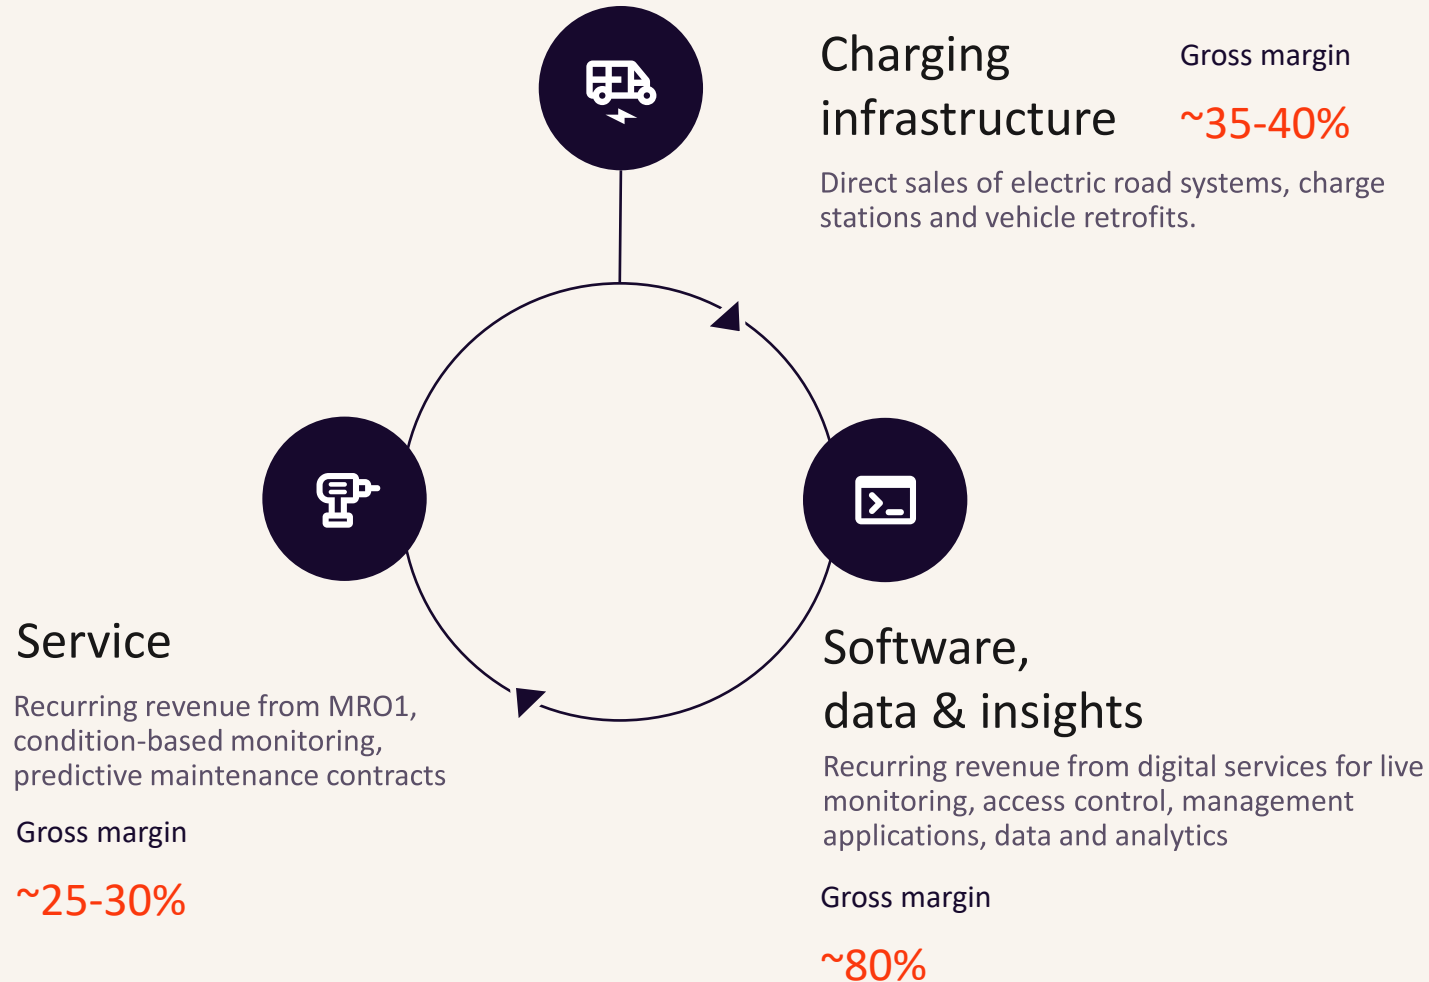 Charging
infrastructure
Gross margin
~35-40%
Direct sales of electric road systems, charge
stations and vehicle retrofits.
Service
Recurring revenue from MRO1,
condition-based monitoring,
predictive maintenance contracts
Gross margin
~25-30%
Software,
data & insights
Recurring revenue from digital services for live
monitoring, access control, management
applications, data and analytics
Gross margin
~80%